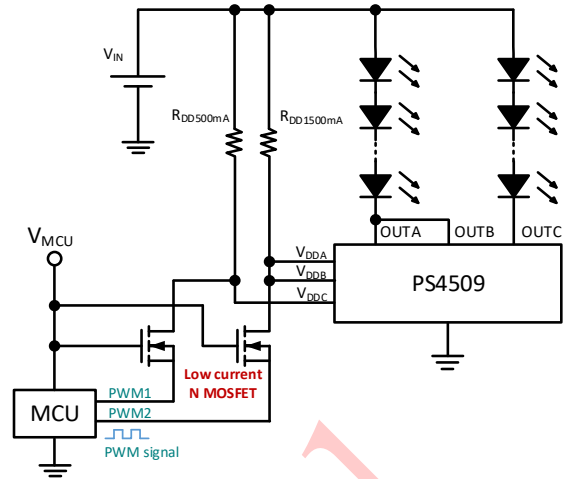 VIN
RDD500mA
RDD1500mA
OUTA
OUTB
OUTC
VMCU
VDDA
VDDB
VDDC
PS4509
Low current
N MOSFET
MCU
PWM1
PWM2
PWM signal